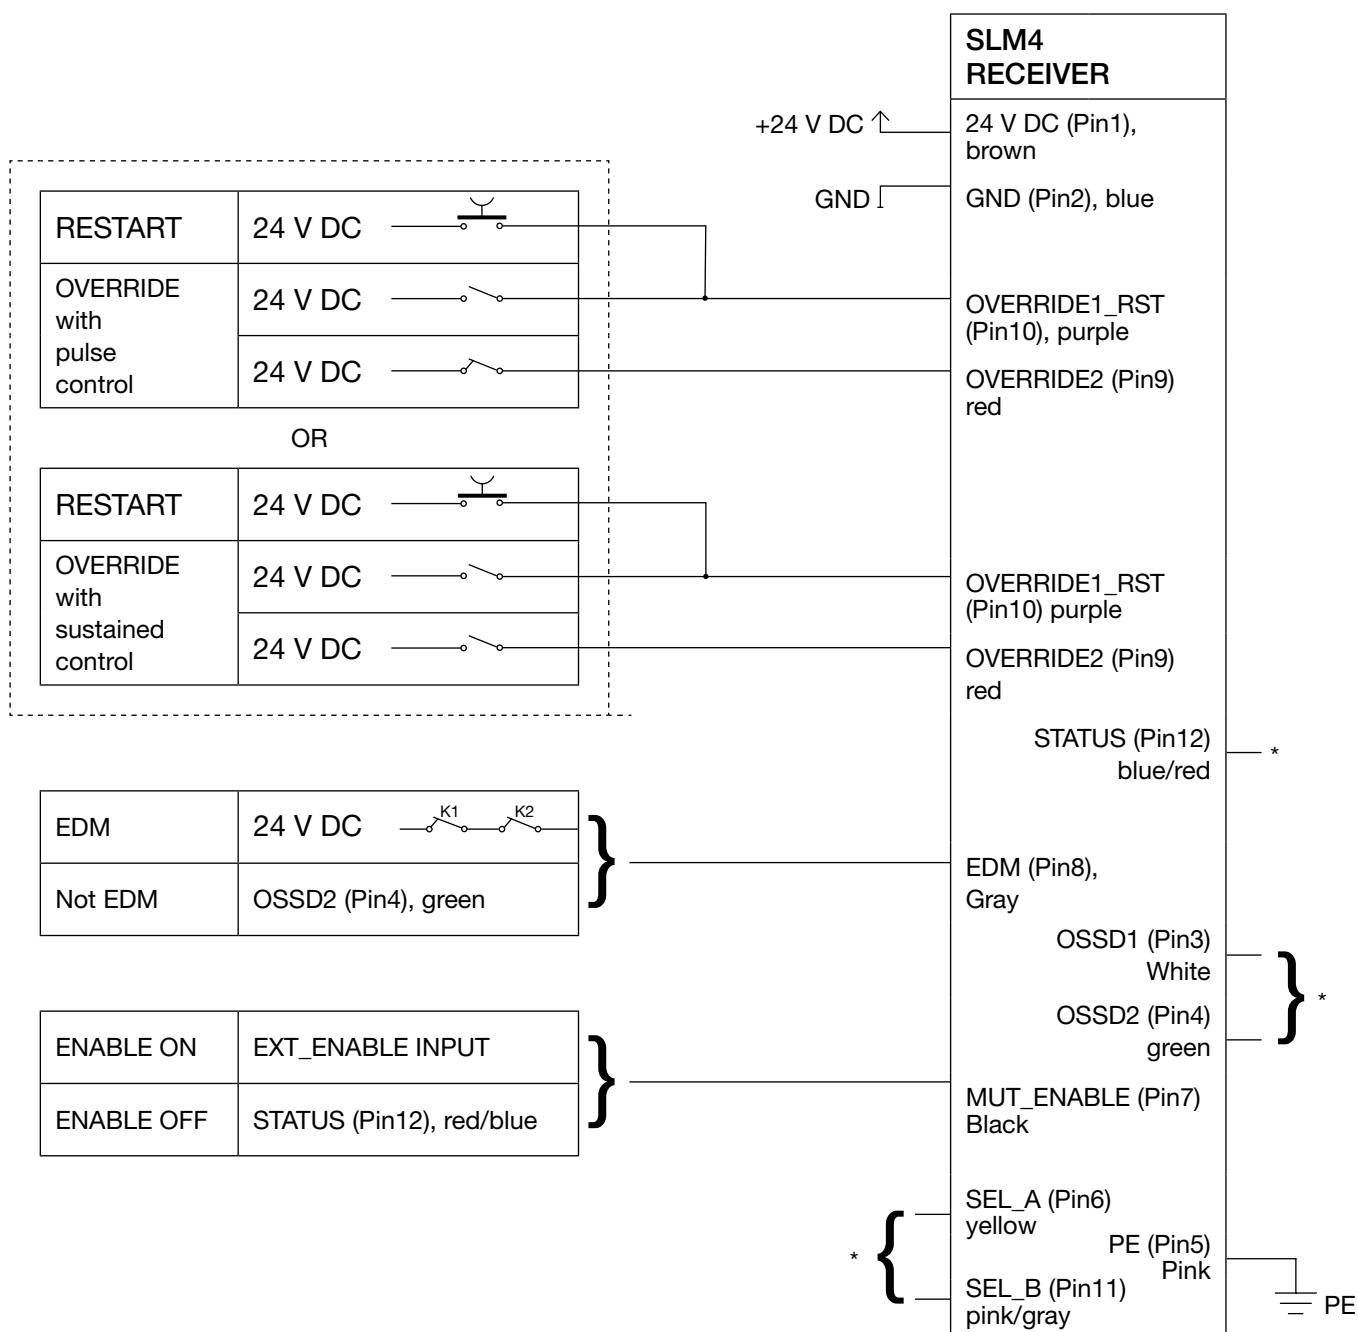 SLM4
RECEIVER
+24 V DC
24 V DC (Pin1),
brown
GND
GND (Pin2), blue
RESTART
24 V DC
OVERRIDE
with
pulse
control
24 V DC
24 V DC
OVERRIDE1_RST
(Pin10), purple
OVERRIDE2 (Pin9)
red
OR
RESTART
24 V DC
OVERRIDE
with
sustained
control
24 V DC
24 V DC
OVERRIDE1_RST
(Pin10) purple
OVERRIDE2 (Pin9)
red
STATUS (Pin12)
blue/red
*
EDM
24 V DC
K1
K2
Not EDM
OSSD2 (Pin4), green
}
EDM (Pin8),
Gray
OSSD1 (Pin3)
White
OSSD2 (Pin4)
green
} *
ENABLE ON
EXT_ENABLE INPUT
ENABLE OFF
STATUS (Pin12), red/blue
}
MUT_ENABLE (Pin7)
Black
* {
SEL_A (Pin6)
yellow
PE (Pin5)
Pink
SEL_B (Pin11)
pink/gray
PE